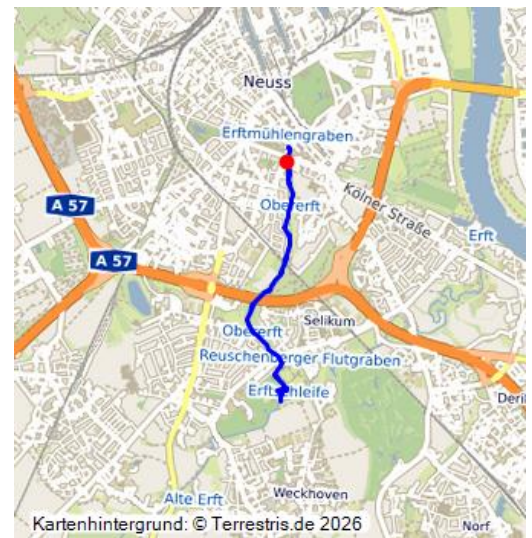 Neuss
Erftmühlengraben
Kölner Straße
A 57
Obererft
Erft
A 57
Selikum
Obererft
Reuschenberger Flutgraben
Erftschleife
Alte Erft
Weckhoven
Norf
Kartenhintergrund: © Terrestris.de 2026